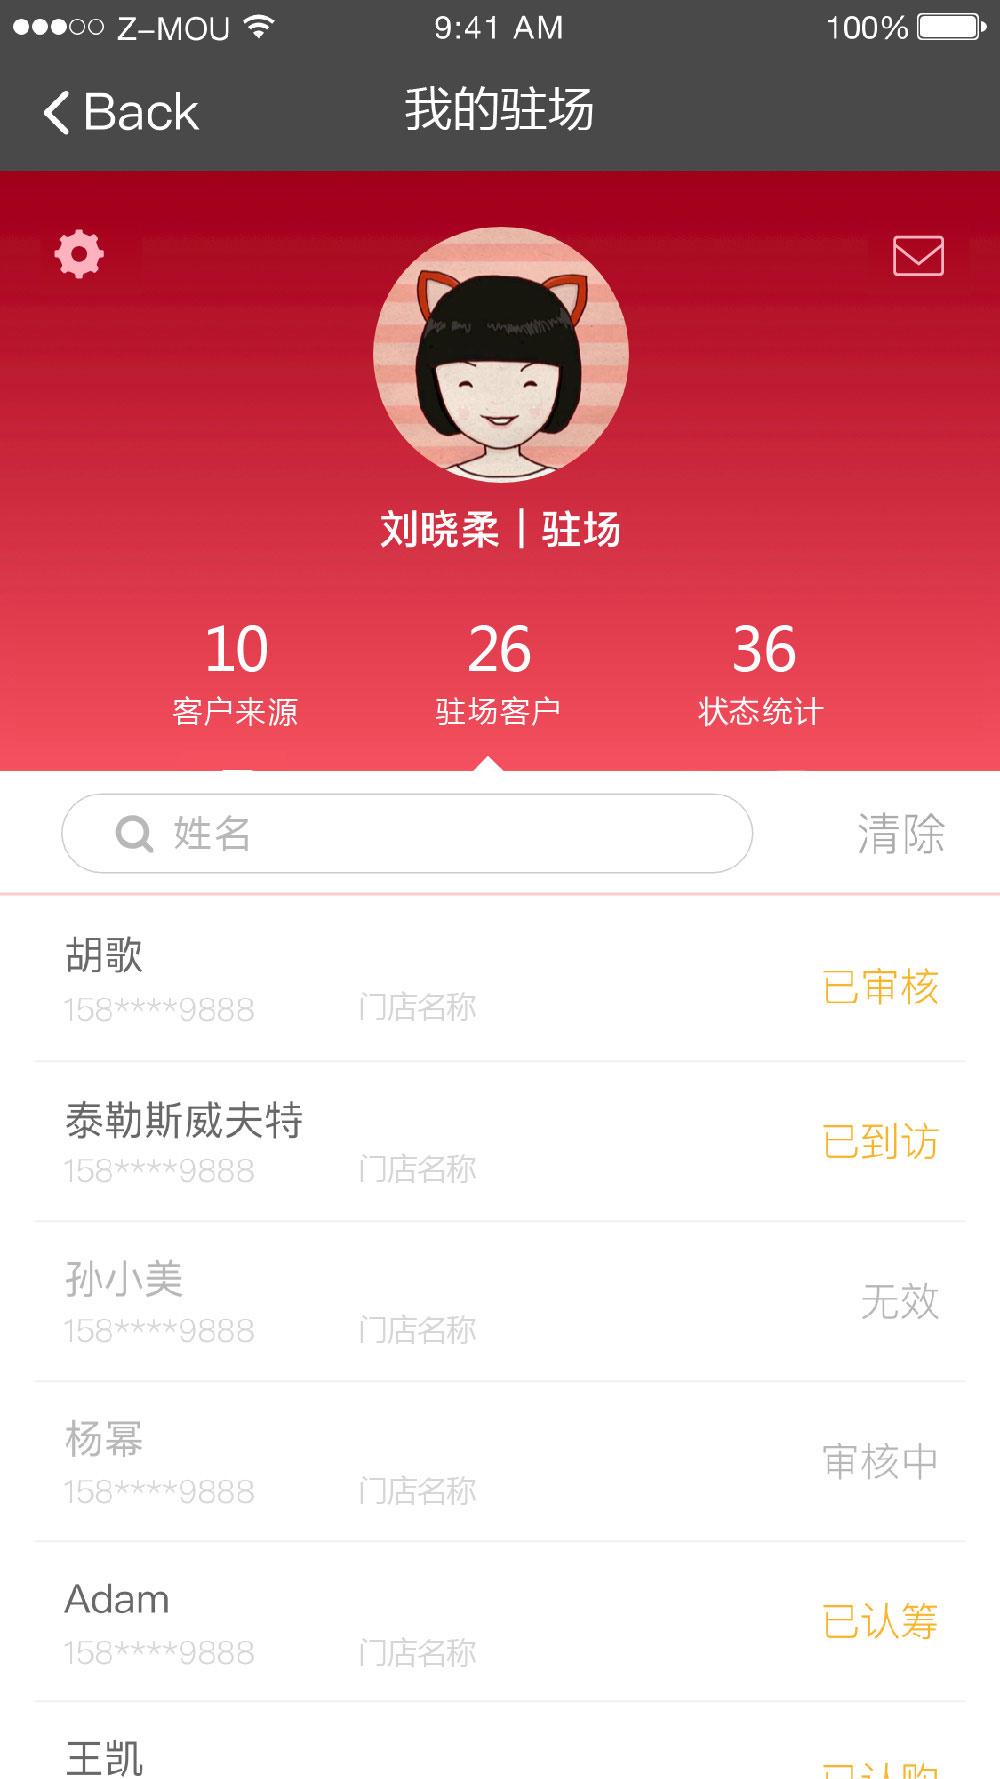 Z-MOU 9:41 AM 100%
Back 我的驻场
刘晓柔 | 驻场
10 26 36
客户来源 驻场客户 状态统计
姓名 清除
胡歌
已审核
158****9888 门店名称
泰勒斯威夫特
已到访
158****9888 门店名称
孙小美
无效
158****9888 门店名称
杨幂
审核中
158****9888 门店名称
Adam
已认筹
158****9888 门店名称
王凯
已认购